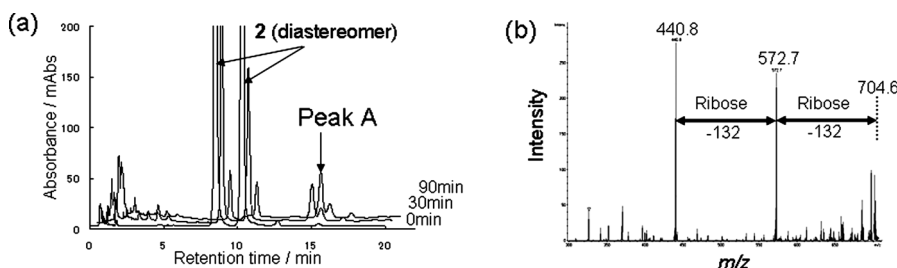 (a)
2 (diastereomer)
Peak A
90min
30min
0min
Absorbance / mAbs
200
150
100
50
0
0
5
10
15
20
Retention time / min
(b)
440.8
572.7
704.6
Ribose
-132
Ribose
-132
Intensity
m/z